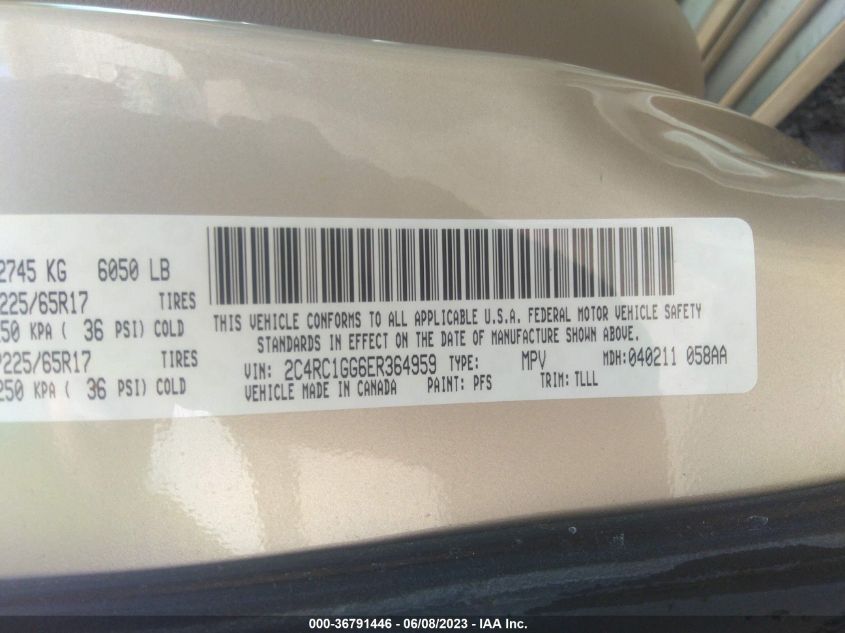 2745 KG 6050 LB
225/65R17 TIRES
250 KPA ( 36 PSI) COLD
P225/65R17 TIRES
250 KPA ( 36 PSI) COLD
THIS VEHICLE CONFORMS TO ALL APPLICABLE U.S.A. FEDERAL MOTOR VEHICLE SAFETY
STANDARDS IN EFFECT ON THE DATE OF MANUFACTURE SHOWN ABOVE.
VIN: 2C4RC1GG6ER364959 TYPE: MPV MDH:040211 058AA
VEHICLE MADE IN CANADA PAINT: PFS TRIM: TLLL
000-36791446 - 06/08/2023 - IAA Inc.